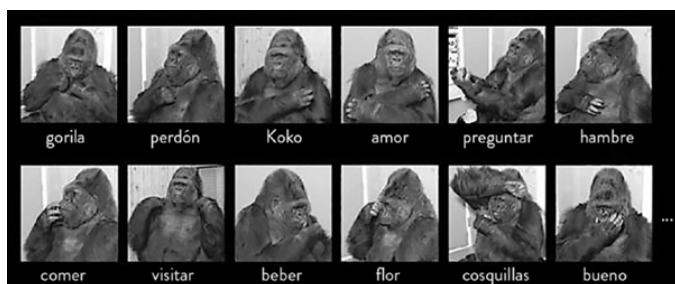 gorila perdón Koko amor preguntar hambre
comer visitar beber flor cosquillas bueno ...